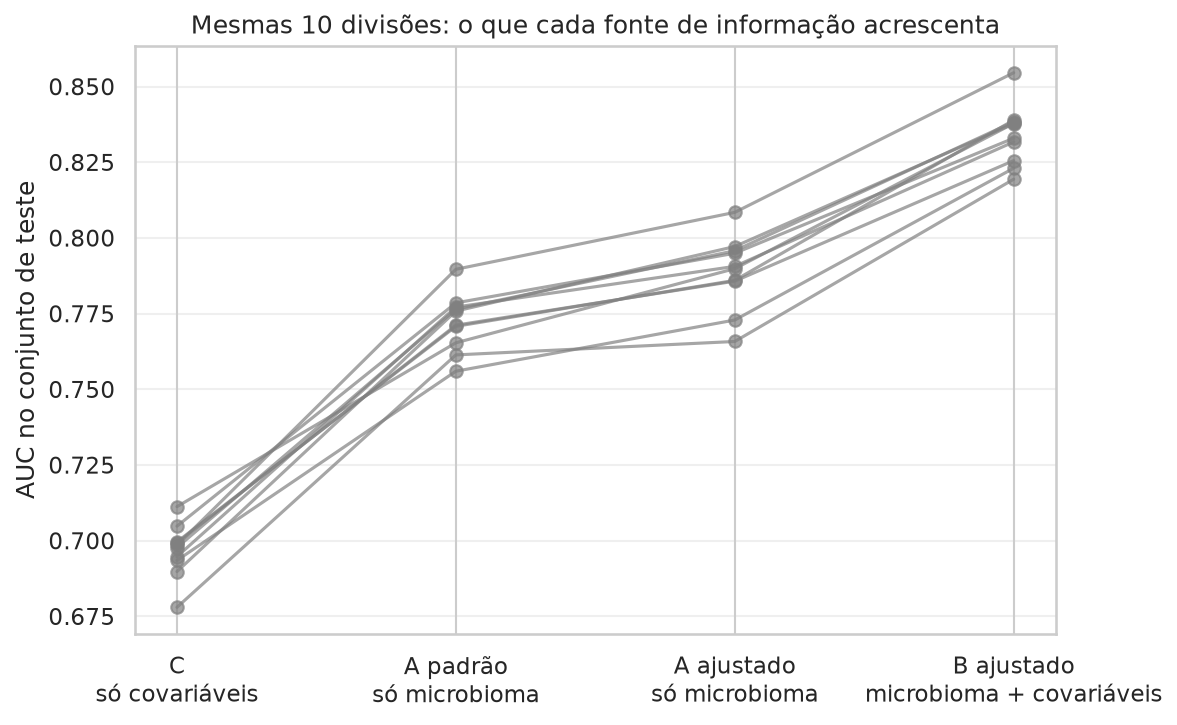 Mesmas 10 divisões: o que cada fonte de informação acrescenta
AUC no conjunto de teste
0.850
0.825
0.800
0.775
0.750
0.725
0.700
0.675
C
só covariáveis
A padrão
só microbioma
A ajustado
só microbioma
B ajustado
microbioma + covariáveis